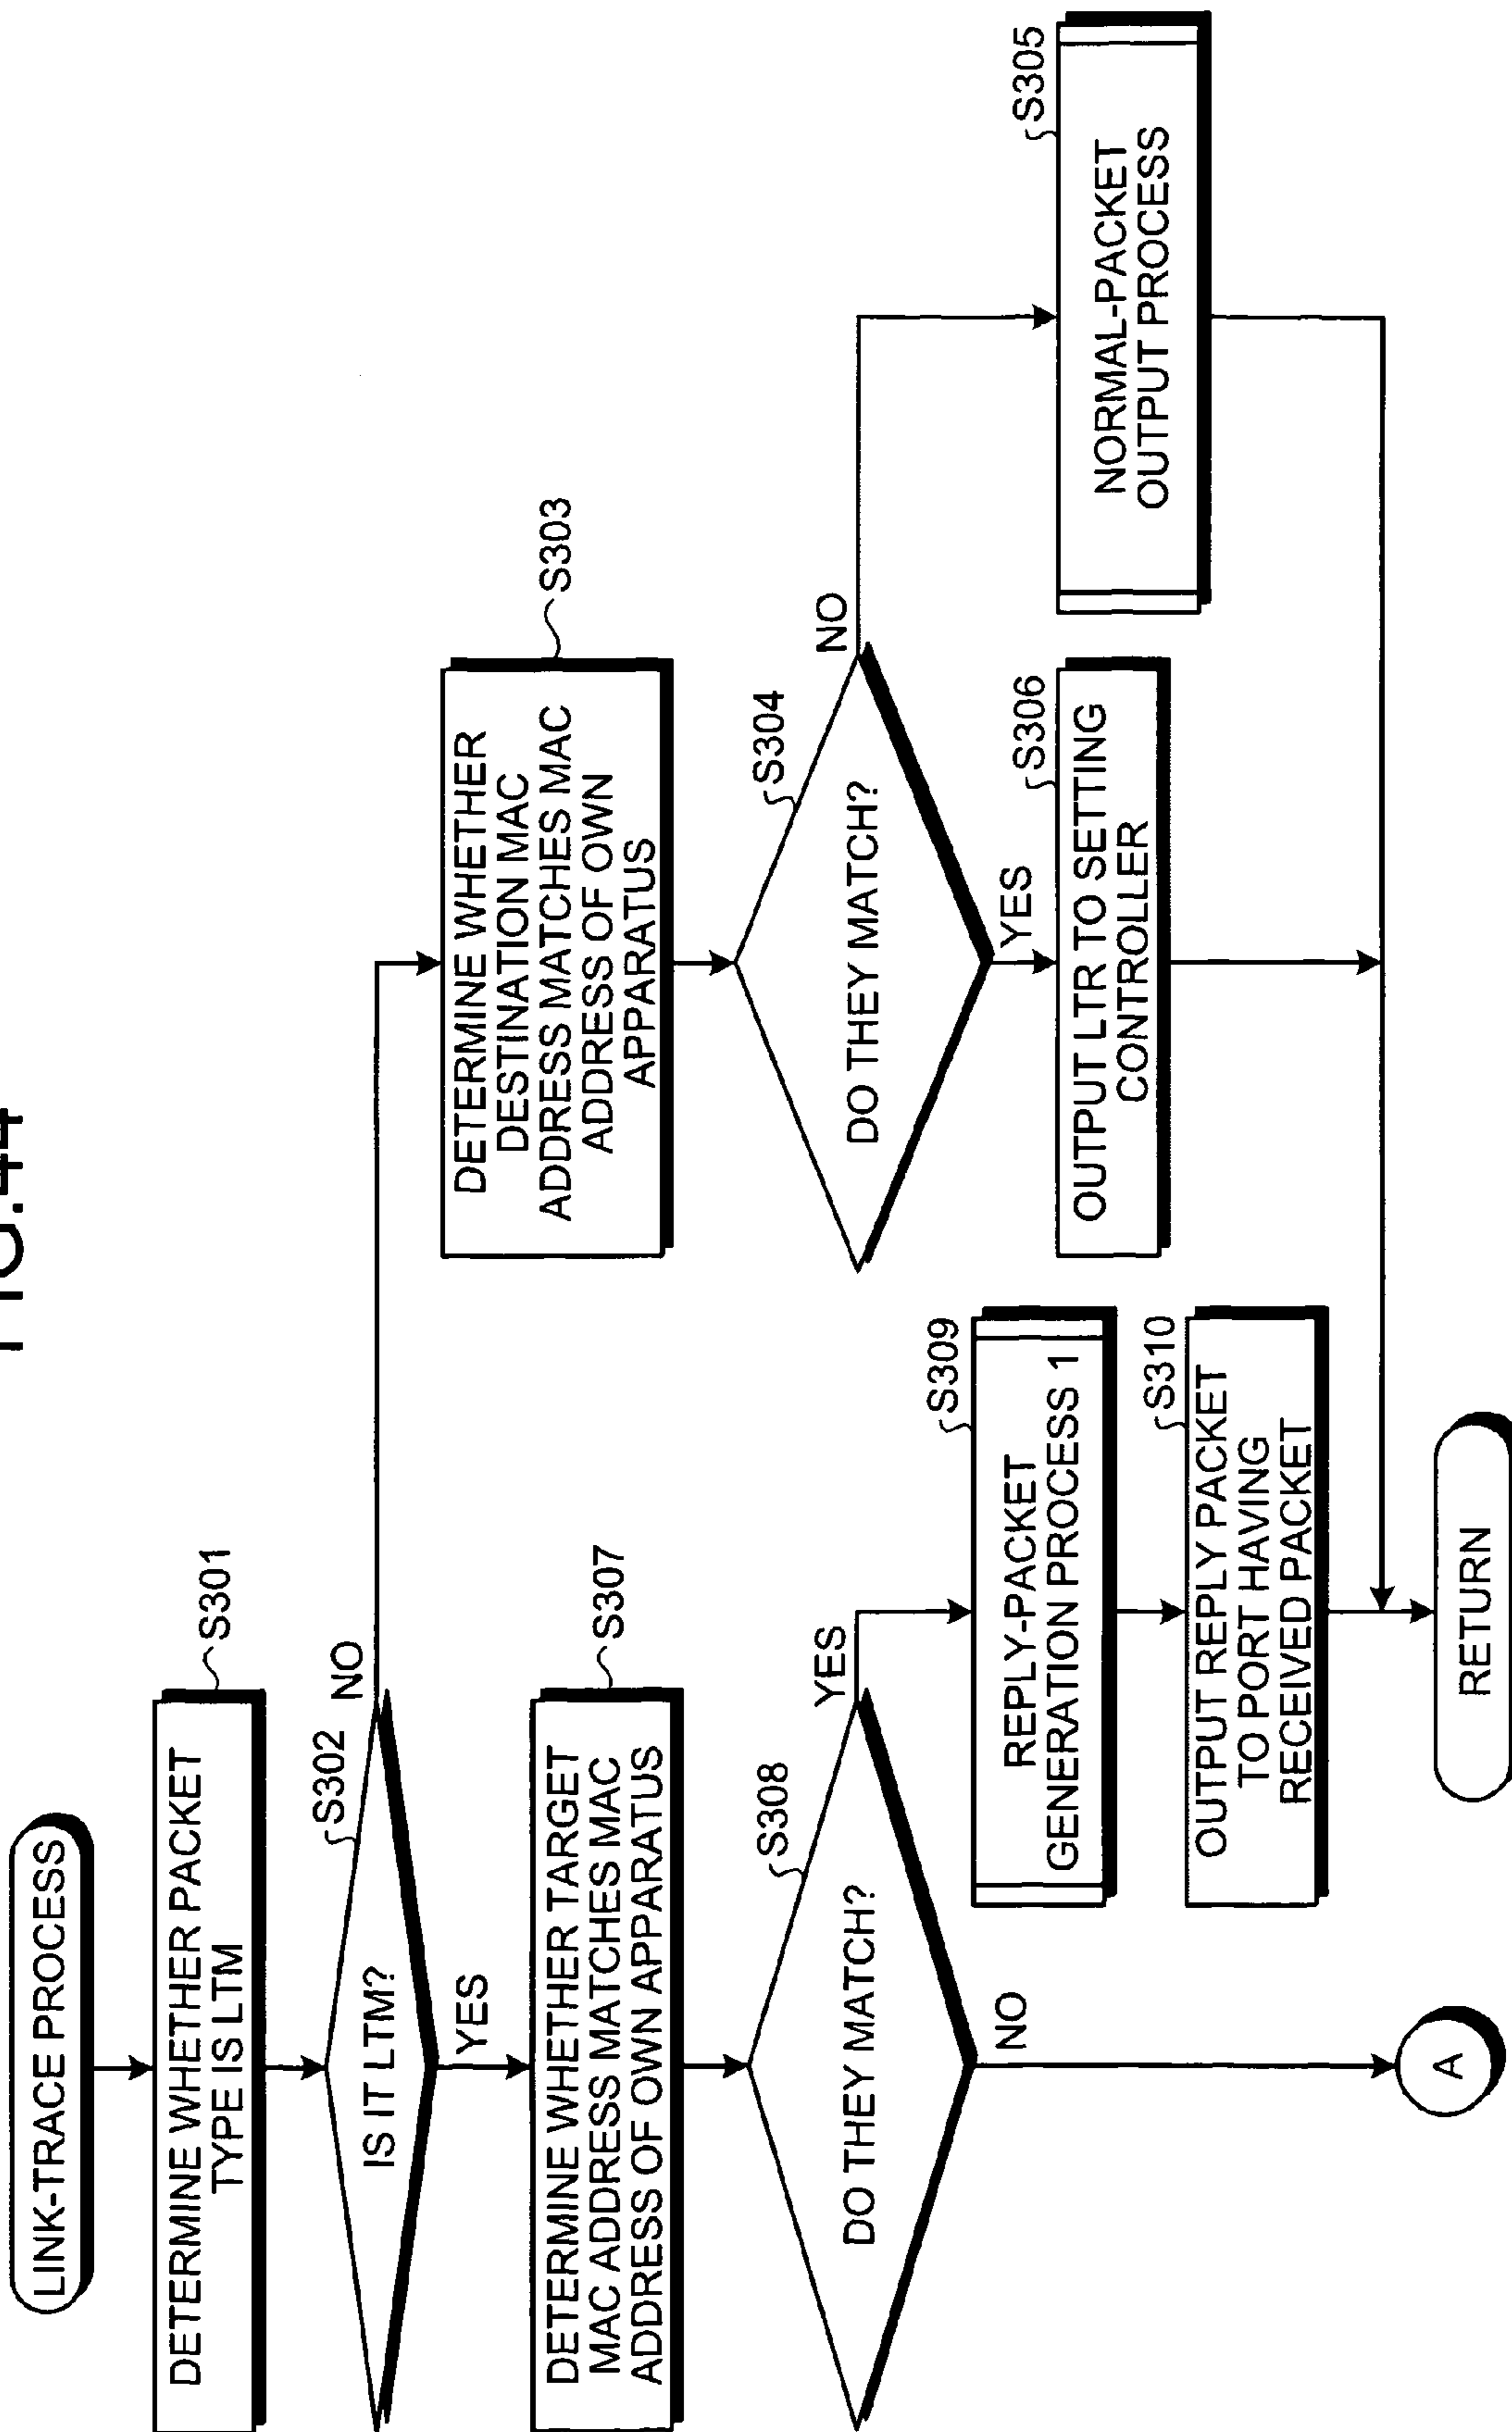 FIG.44
LINK-TRACE PROCESS
DETERMINE WHETHER PACKET
TYPE IS LTM
S301
IS IT LTM?
S302
NO
YES
DETERMINE WHETHER
DESTINATION MAC
ADDRESS MATCHES MAC
ADDRESS OF OWN
APPARATUS
S303
DO THEY MATCH?
S304
NO
YES
NORMAL-PACKET
OUTPUT PROCESS
S305
OUTPUT LTR TO SETTING
CONTROLLER
S306
DETERMINE WHETHER TARGET
MAC ADDRESS MATCHES MAC
ADDRESS OF OWN APPARATUS
S307
DO THEY MATCH?
S308
YES
NO
REPLY-PACKET
GENERATION PROCESS 1
S309
OUTPUT REPLY PACKET
TO PORT HAVING
RECEIVED PACKET
S310
RETURN
A